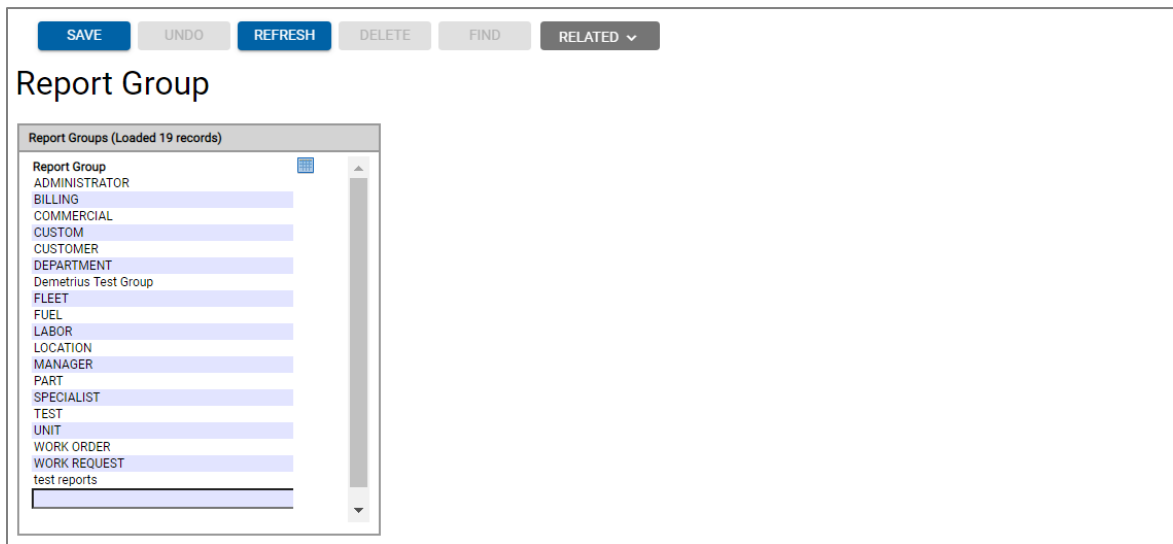 SAVE UNDO REFRESH DELETE FIND RELATED
Report Group
Report Groups (Loaded 19 records)
Report Group
ADMINISTRATOR
BILLING
COMMERCIAL
CUSTOM
CUSTOMER
DEPARTMENT
Demetrius Test Group
FLEET
FUEL
LABOR
LOCATION
MANAGER
PART
SPECIALIST
TEST
UNIT
WORK ORDER
WORK REQUEST
test reports